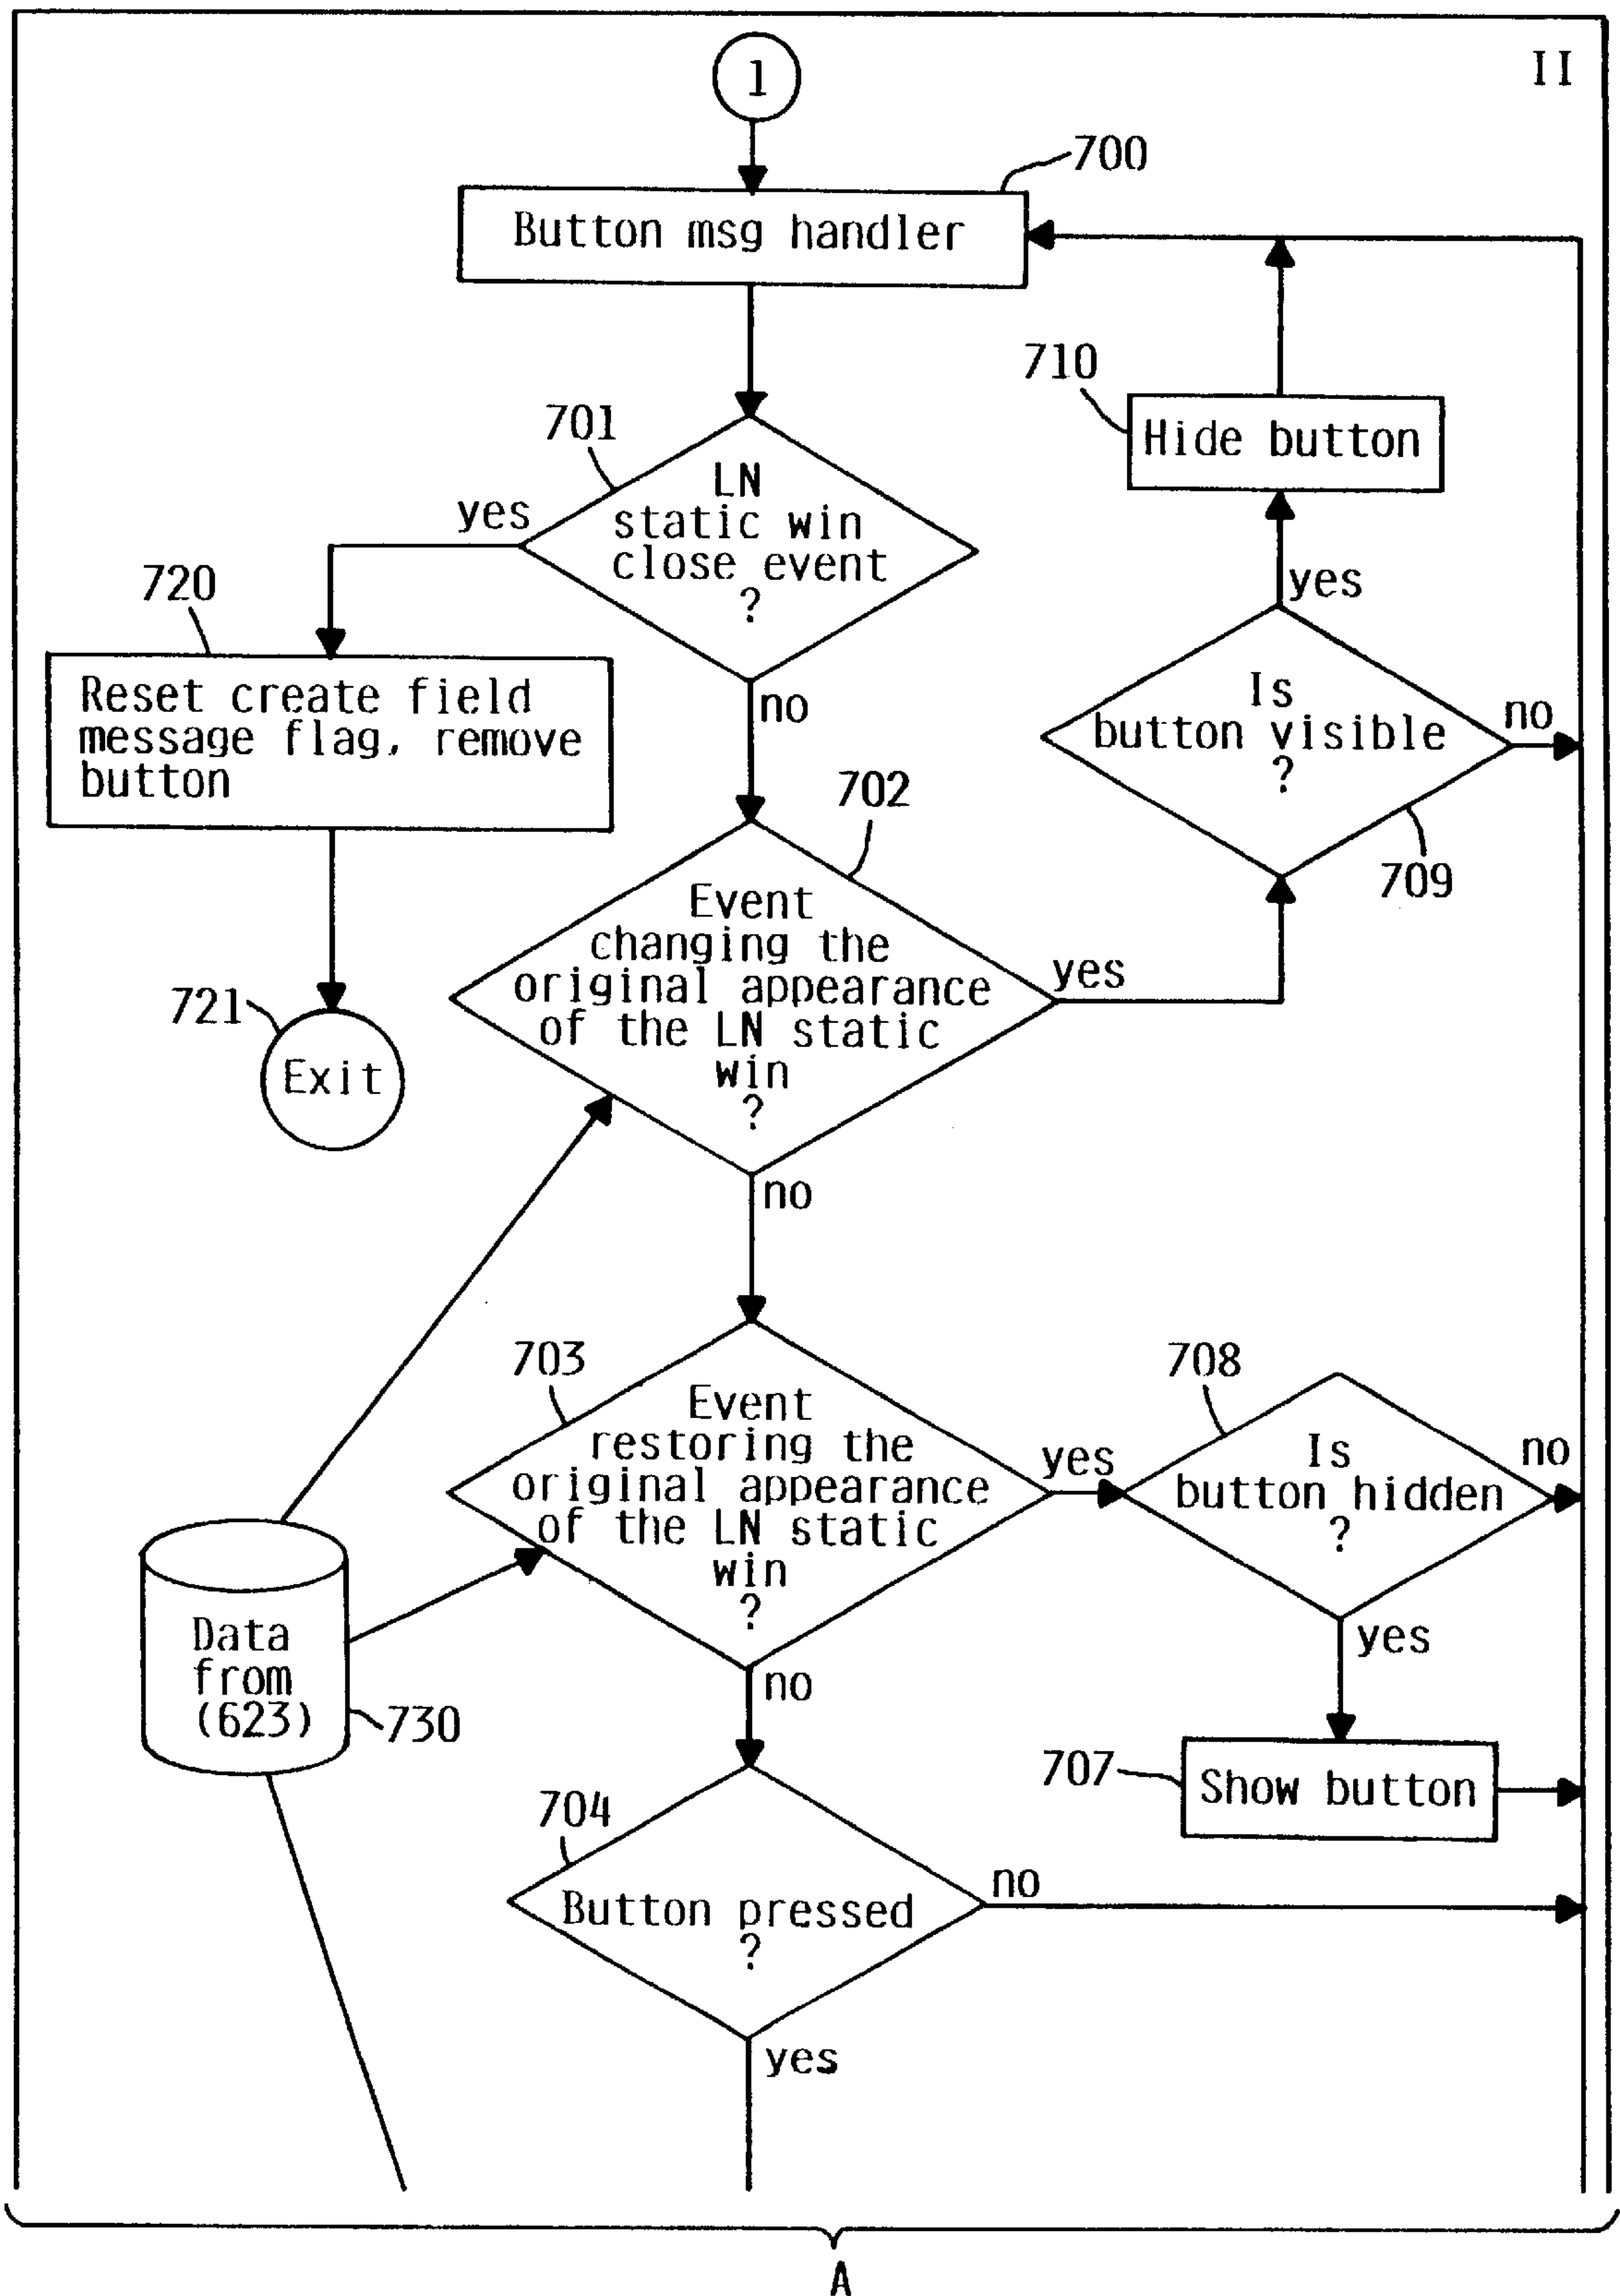 II
1
700
Button msg handler
710
Hide button
701
LN
static win
close event
?
yes
no
720
Reset create field
message flag, remove
button
721
Exit
yes
Is
button visible
?
no
709
702
Event
changing the
original appearance
of the LN static
win
?
yes
no
703
Event
restoring the
original appearance
of the LN static
win
?
yes
no
708
Is
button hidden
?
no
yes
Data
from
(623)
730
707
Show button
704
Button pressed
?
no
yes
A